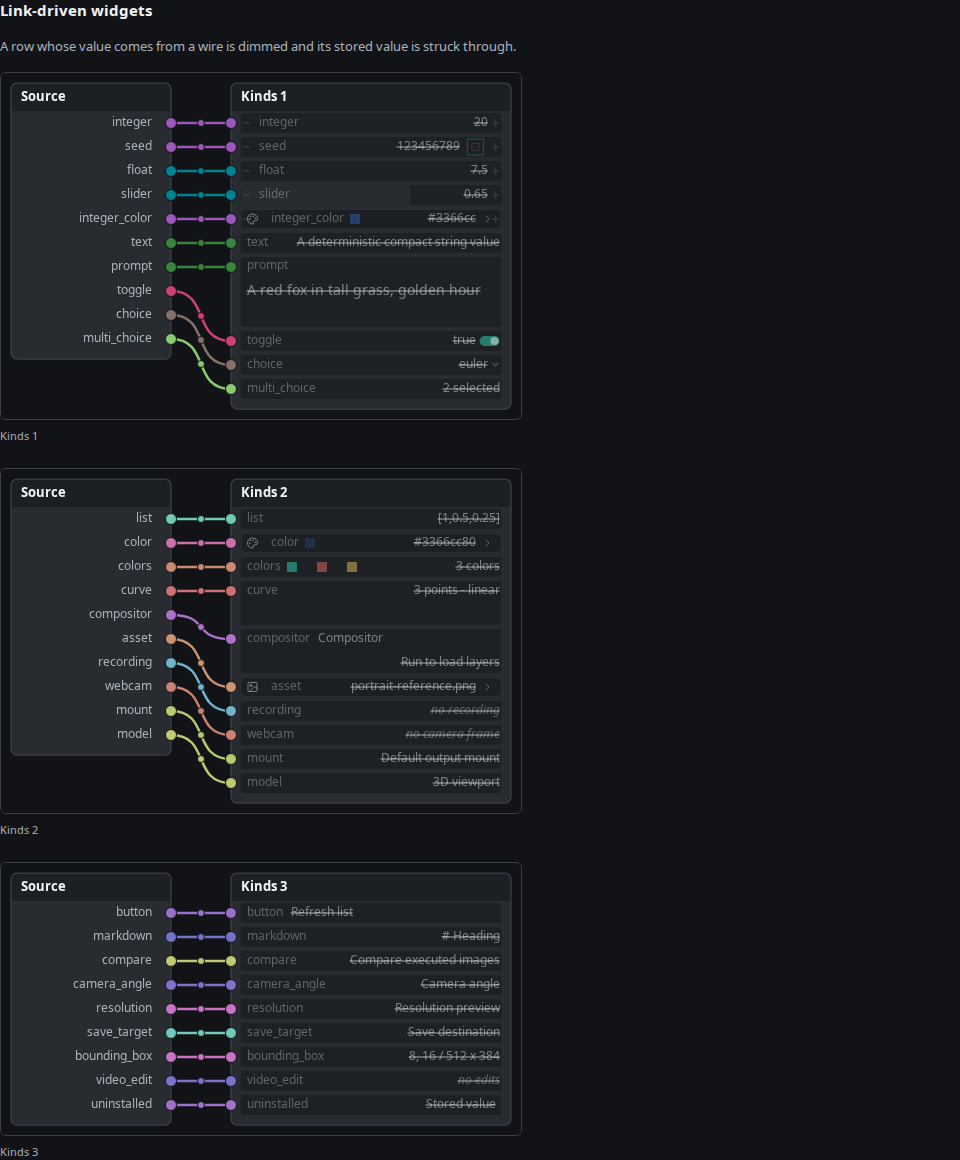 Link-driven widgets
A row whose value comes from a wire is dimmed and its stored value is struck through.
Source
Kinds 1
integer
integer 20
seed
seed 123456789
float
float 7.5
slider
slider 0.65
integer_color
integer_color #3366cc
text
text A deterministic compact string value
prompt
prompt
A red fox in tall grass, golden hour
toggle
choice
multi_choice
toggle true
choice euler
multi_choice 2 selected
Kinds 1
Source
Kinds 2
list
list [1,0.5,0.25]
color
color #3366cc80
colors
colors 3 colors
curve
curve 3 points - linear
compositor
asset
compositor Compositor
recording
Run to load layers
webcam
asset portrait-reference.png
mount
recording no recording
model
webcam no camera frame
mount Default output mount
model 3D viewport
Kinds 2
Source
Kinds 3
button
button Refresh list
markdown
markdown # Heading
compare
compare Compare executed images
camera_angle
camera_angle Camera angle
resolution
resolution Resolution preview
save_target
save_target Save destination
bounding_box
bounding_box 8, 16 / 512 x 384
video_edit
video_edit no edits
uninstalled
uninstalled Stored value
Kinds 3